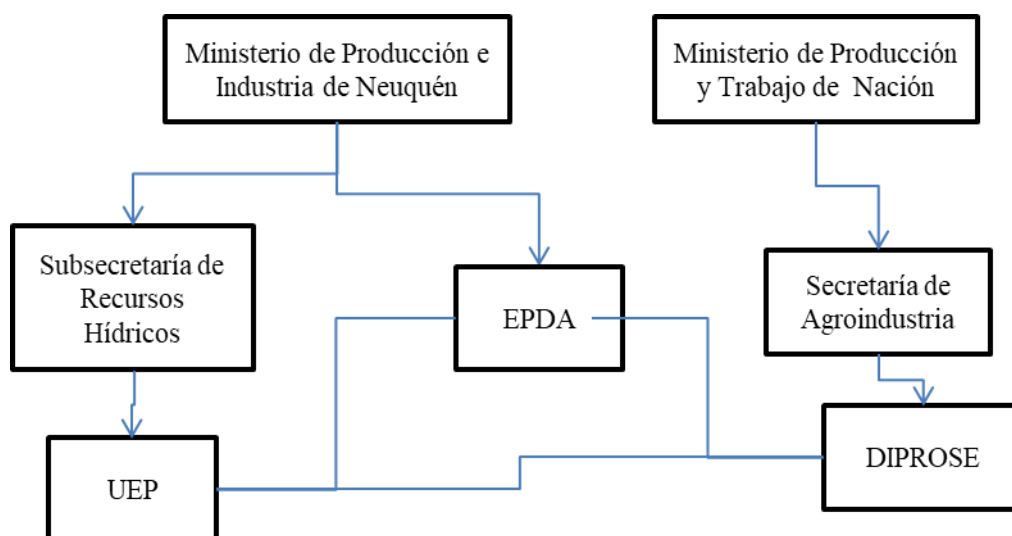 Ministerio de Producción e
Industria de Neuquén
Ministerio de Producción
y Trabajo de Nación
Subsecretaría de
Recursos
Hídricos
EPDA
Secretaría de
Agroindustria
UEP
DIPROSE